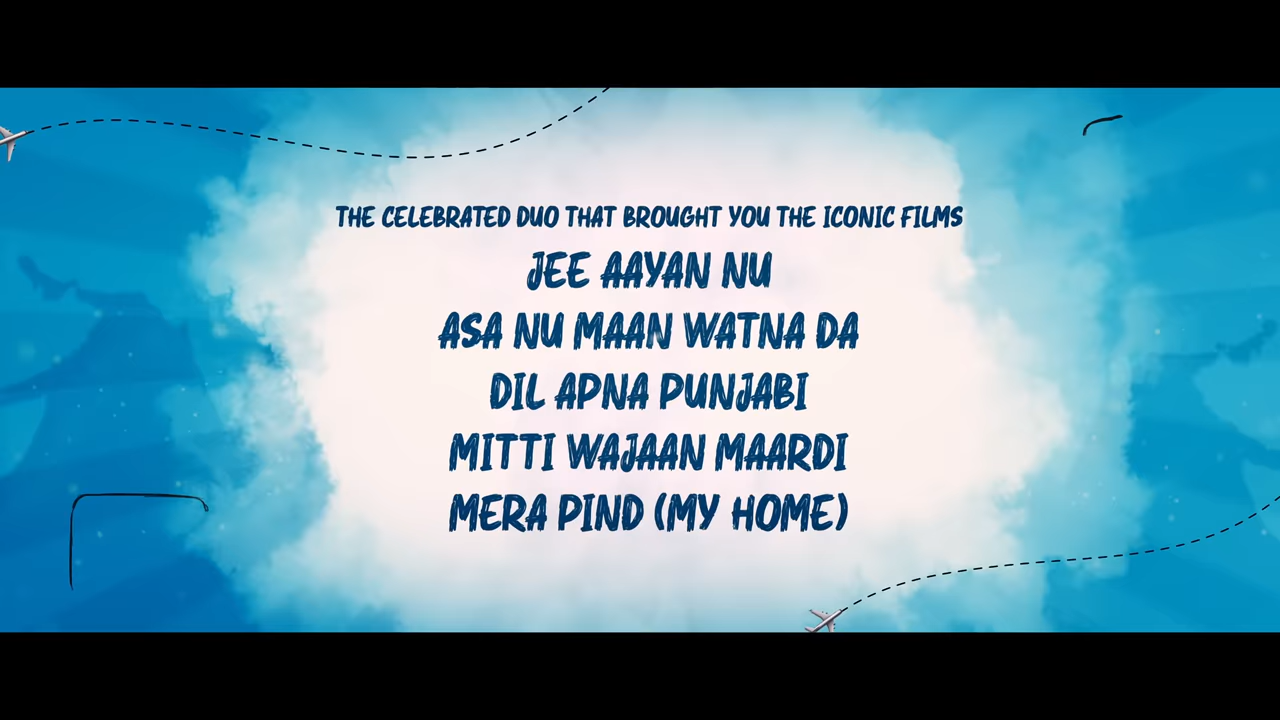 THE CELEBRATED DUO THAT BROUGHT YOU THE ICONIC FILMS
JEE AAYAN NU
ASA NU MAAN WATNA DA
DIL APNA PUNJABI
MITTI WAJAAN MAARDI
MERA PIND (MY HOME)